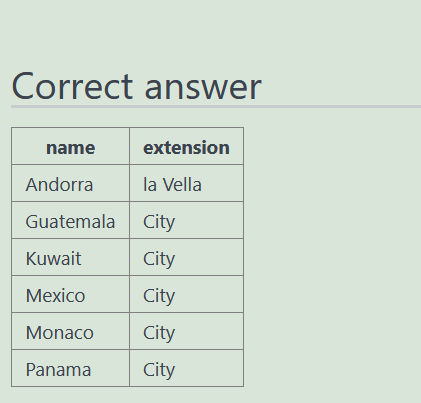 Correct answer
name extension
Andorra la Vella
Guatemala City
Kuwait City
Mexico City
Monaco City
Panama City